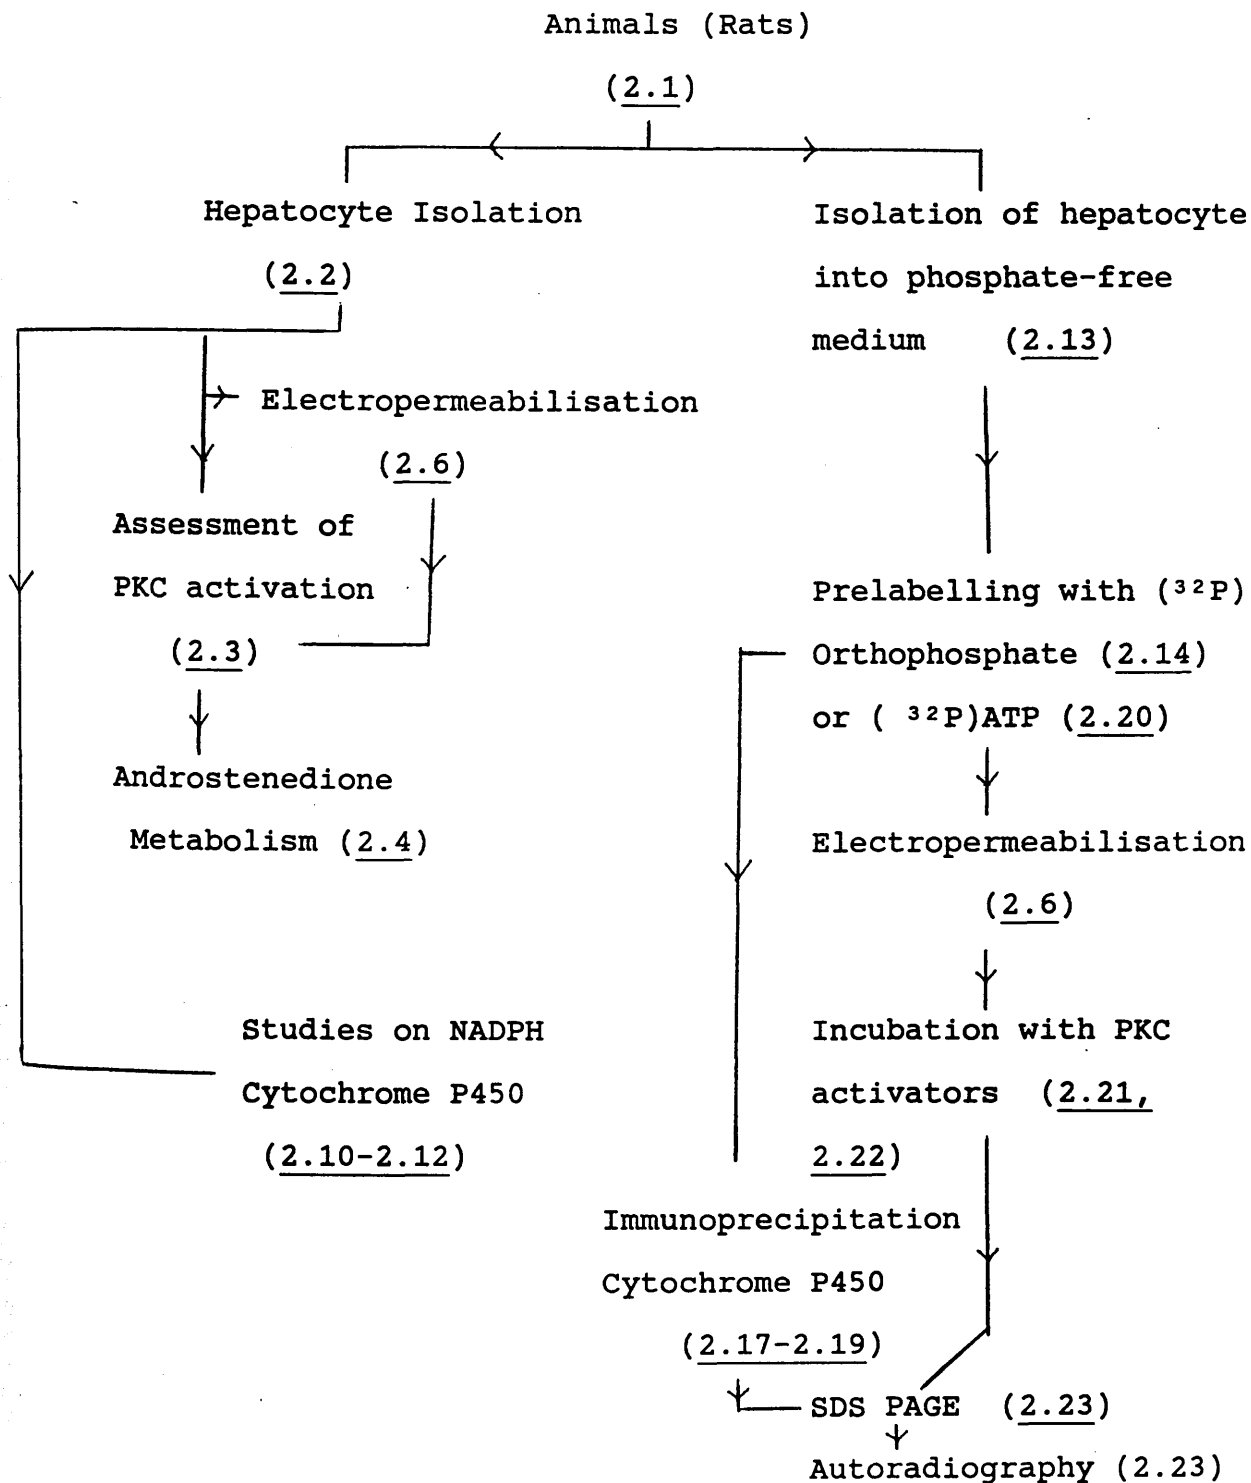 Animals (Rats)
(2.1)
Hepatocyte Isolation
(2.2)
Electropermeabilisation
(2.6)
Assessment of
PKC activation
(2.3)
Androstenedione
Metabolism (2.4)
Studies on NADPH
Cytochrome P450
(2.10-2.12)
Isolation of hepatocyte
into phosphate-free
medium (2.13)
Prelabelling with (³²P)
Orthophosphate (2.14)
or ( ³²P)ATP (2.20)
Electropermeabilisation
(2.6)
Incubation with PKC
activators (2.21,
2.22)
Immunoprecipitation
Cytochrome P450
(2.17-2.19)
SDS PAGE (2.23)
Autoradiography (2.23)